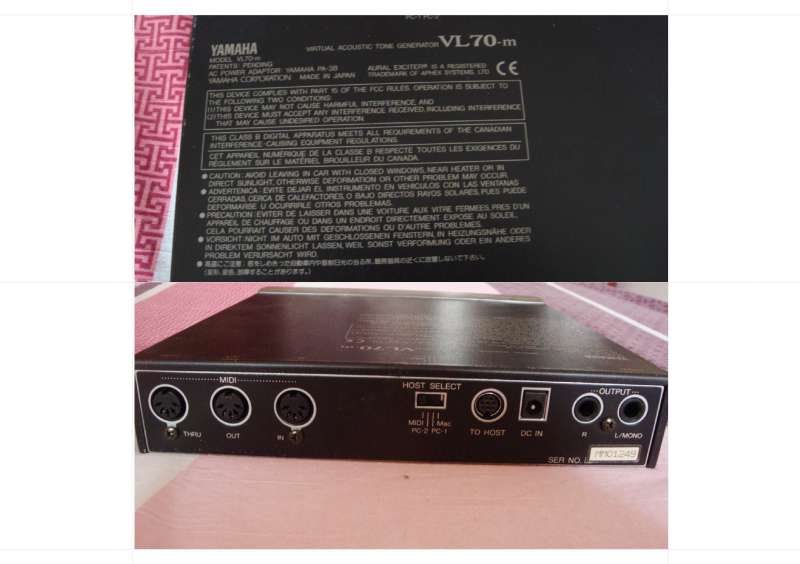 YAMAHA VIRTUAL ACOUSTIC TONE GENERATOR VL70-m
MODEL VL70-m
PATENTS PENDING
AC POWER ADAPTOR: YAMAHA PA-3B AURAL EXCITER® IS A REGISTERED
YAMAHA CORPORATION MADE IN JAPAN TRADEMARK OF APHEX SYSTEMS, LTD CE
THIS DEVICE COMPLIES WITH PART 15 OF THE FCC RULES. OPERATION IS SUBJECT TO
THE FOLLOWING TWO CONDITIONS:
(1) THIS DEVICE MAY NOT CAUSE HARMFUL INTERFERENCE, AND
(2) THIS DEVICE MUST ACCEPT ANY INTERFERENCE RECEIVED, INCLUDING INTERFERENCE
THAT MAY CAUSE UNDESIRED OPERATION.
THIS CLASS B DIGITAL APPARATUS MEETS ALL REQUIREMENTS OF THE CANADIAN
INTERFERENCE-CAUSING EQUIPMENT REGULATIONS.
CET APPAREIL NUMÉRIQUE DE LA CLASSE B RESPECTE TOUTES LES EXIGENCES DU
RÈGLEMENT SUR LE MATÉRIEL BROUILLEUR DU CANADA.
● CAUTION: AVOID LEAVING IN CAR WITH CLOSED WINDOWS, NEAR HEATER OR IN
DIRECT SUNLIGHT, OTHERWISE DEFORMATION OR OTHER PROBLEM MAY OCCUR.
● ADVERTENCIA: EVITE DEJAR EL INSTRUMENTO EN VEHICULOS CON LAS VENTANAS
CERRADAS, CERCA DE CALEFACTORES, O BAJO DIRECTOS RAYOS SOLARES, PUES PUEDE
DEFORMARSE U OCURRIRLE OTROS PROBLEMAS.
● PRECAUTION: EVITER DE LAISSER DANS UNE VOITURE AUX VITRE FERMEES, PRES D'UN
APPAREIL DE CHAUFFAGE OU DANS UN ENDROIT DIRECTEMENT EXPOSE AU SOLEIL,
CELA POURRAIT CAUSER DES DEFORMATIONS OU D'AUTRE PROBLEMES.
● VORSICHT: NICHT IM AUTO MIT GESCHLOSSENEN FENSTERN, IN HEIZUNGSNÄHE ODER
IN DIREKTEM SONNENLICHT LASSEN, WEIL SONST VERFORMUNG ODER EIN ANDERES
PROBLEM VERURSACHT WIRD.
VL70-m
MIDI
THRU OUT IN
HOST SELECT
MIDI Mac
PC-2 PC-1
TO HOST
DC IN
OUTPUT
R L/MONO
SER NO. MM01249